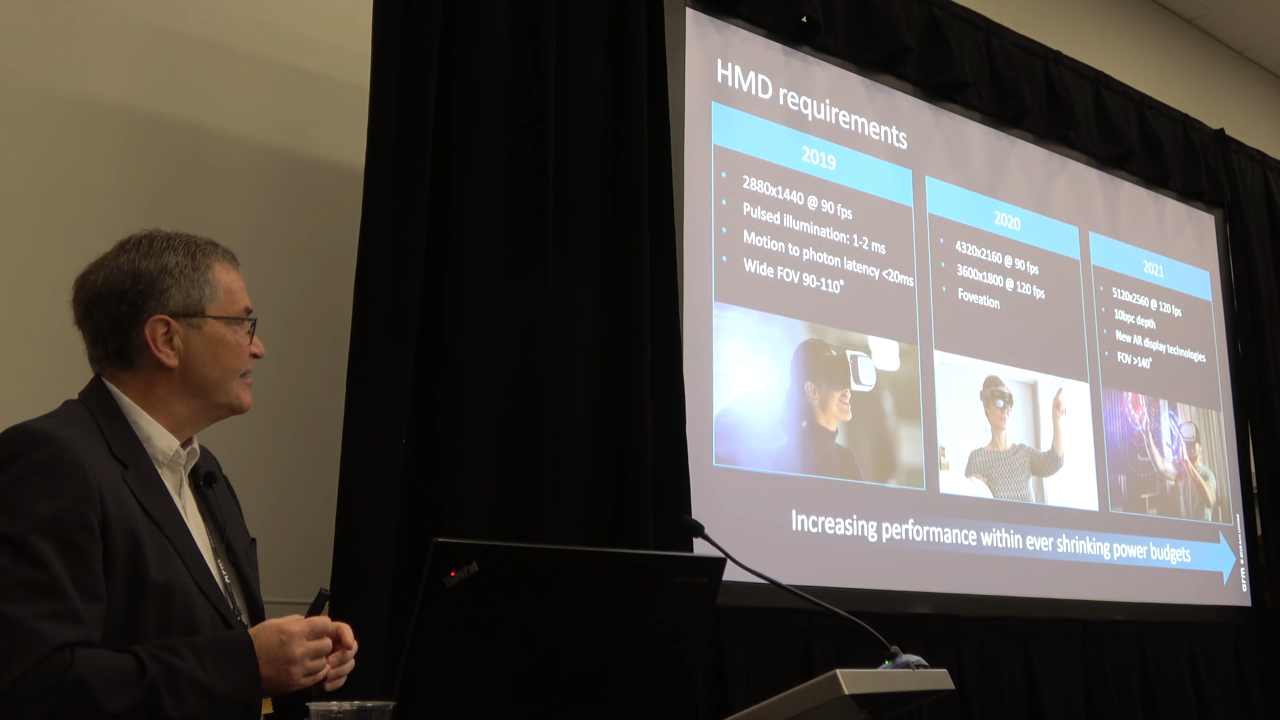 HMD requirements
2019
2880x1440 @ 90 fps
Pulsed illumination: 1-2 ms
Motion to photon latency <20ms
Wide FOV 90-110°
2020
4320x2160 @ 90 fps
3600x1800 @ 120 fps
Foveation
2021
5120x2560 @ 120 fps
10bpc depth
New AR display technologies
FOV >140°
Increasing performance within ever shrinking power budgets
arm
ThinkPad
arm